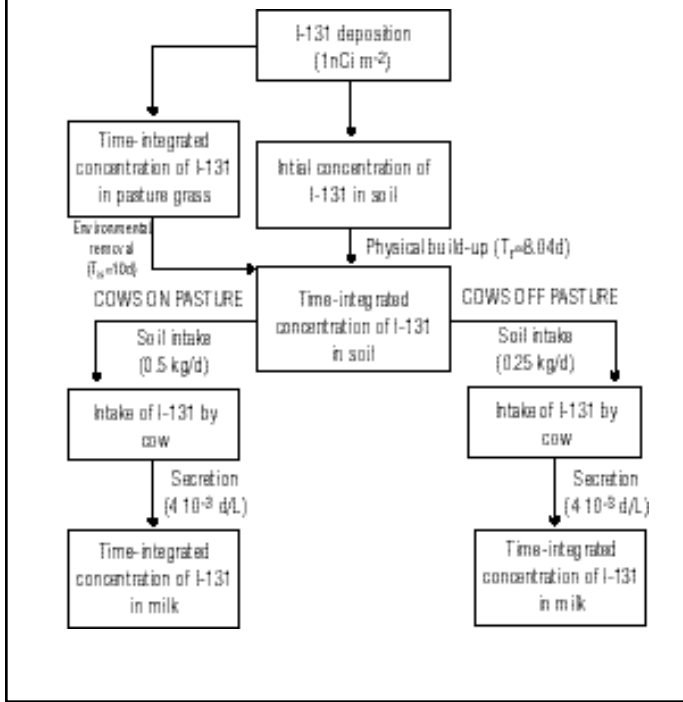 I-131 deposition
(1nCi m-2)
Time-integrated
concentration of I-131
in pasture grass
Intial concentration of
I-131 in soil
Environmental
removal
(Tw=10d)
Physical build-up (Tr=8.04d)
COWS ON PASTURE
Time-integrated
concentration of I-131
in soil
COWS OFF PASTURE
Soil intake
(0.5 kg/d)
Soil intake
(0.25 kg/d)
Intake of I-131 by
cow
Intake of I-131 by
cow
Secretion
(4 10-3 d/L)
Secretion
(4 10-3 d/L)
Time-integrated
concentration of I-131
in milk
Time-integrated
concentration of I-131
in milk